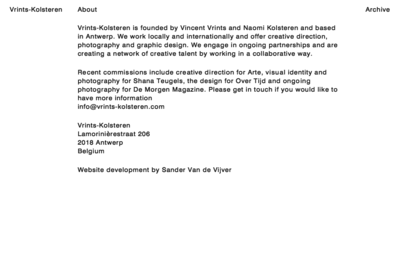 Vrints-Kolsteren About Archive
Vrints-Kolsteren is founded by Vincent Vrints and Naomi Kolsteren and based
in Antwerp. We work locally and internationally and offer creative direction,
photography and graphic design. We engage in ongoing partnerships and are
creating a network of creative talent by working in a collaborative way.
Recent commissions include creative direction for Arte, visual identity and
photography for Shana Teugels, the design for Over Tijd and ongoing
photography for De Morgen Magazine. Please get in touch if you would like to
have more information
info@vrints-kolsteren.com
Vrints-Kolsteren
Lamorinièrestraat 206
2018 Antwerp
Belgium
Website development by Sander Van de Vijver